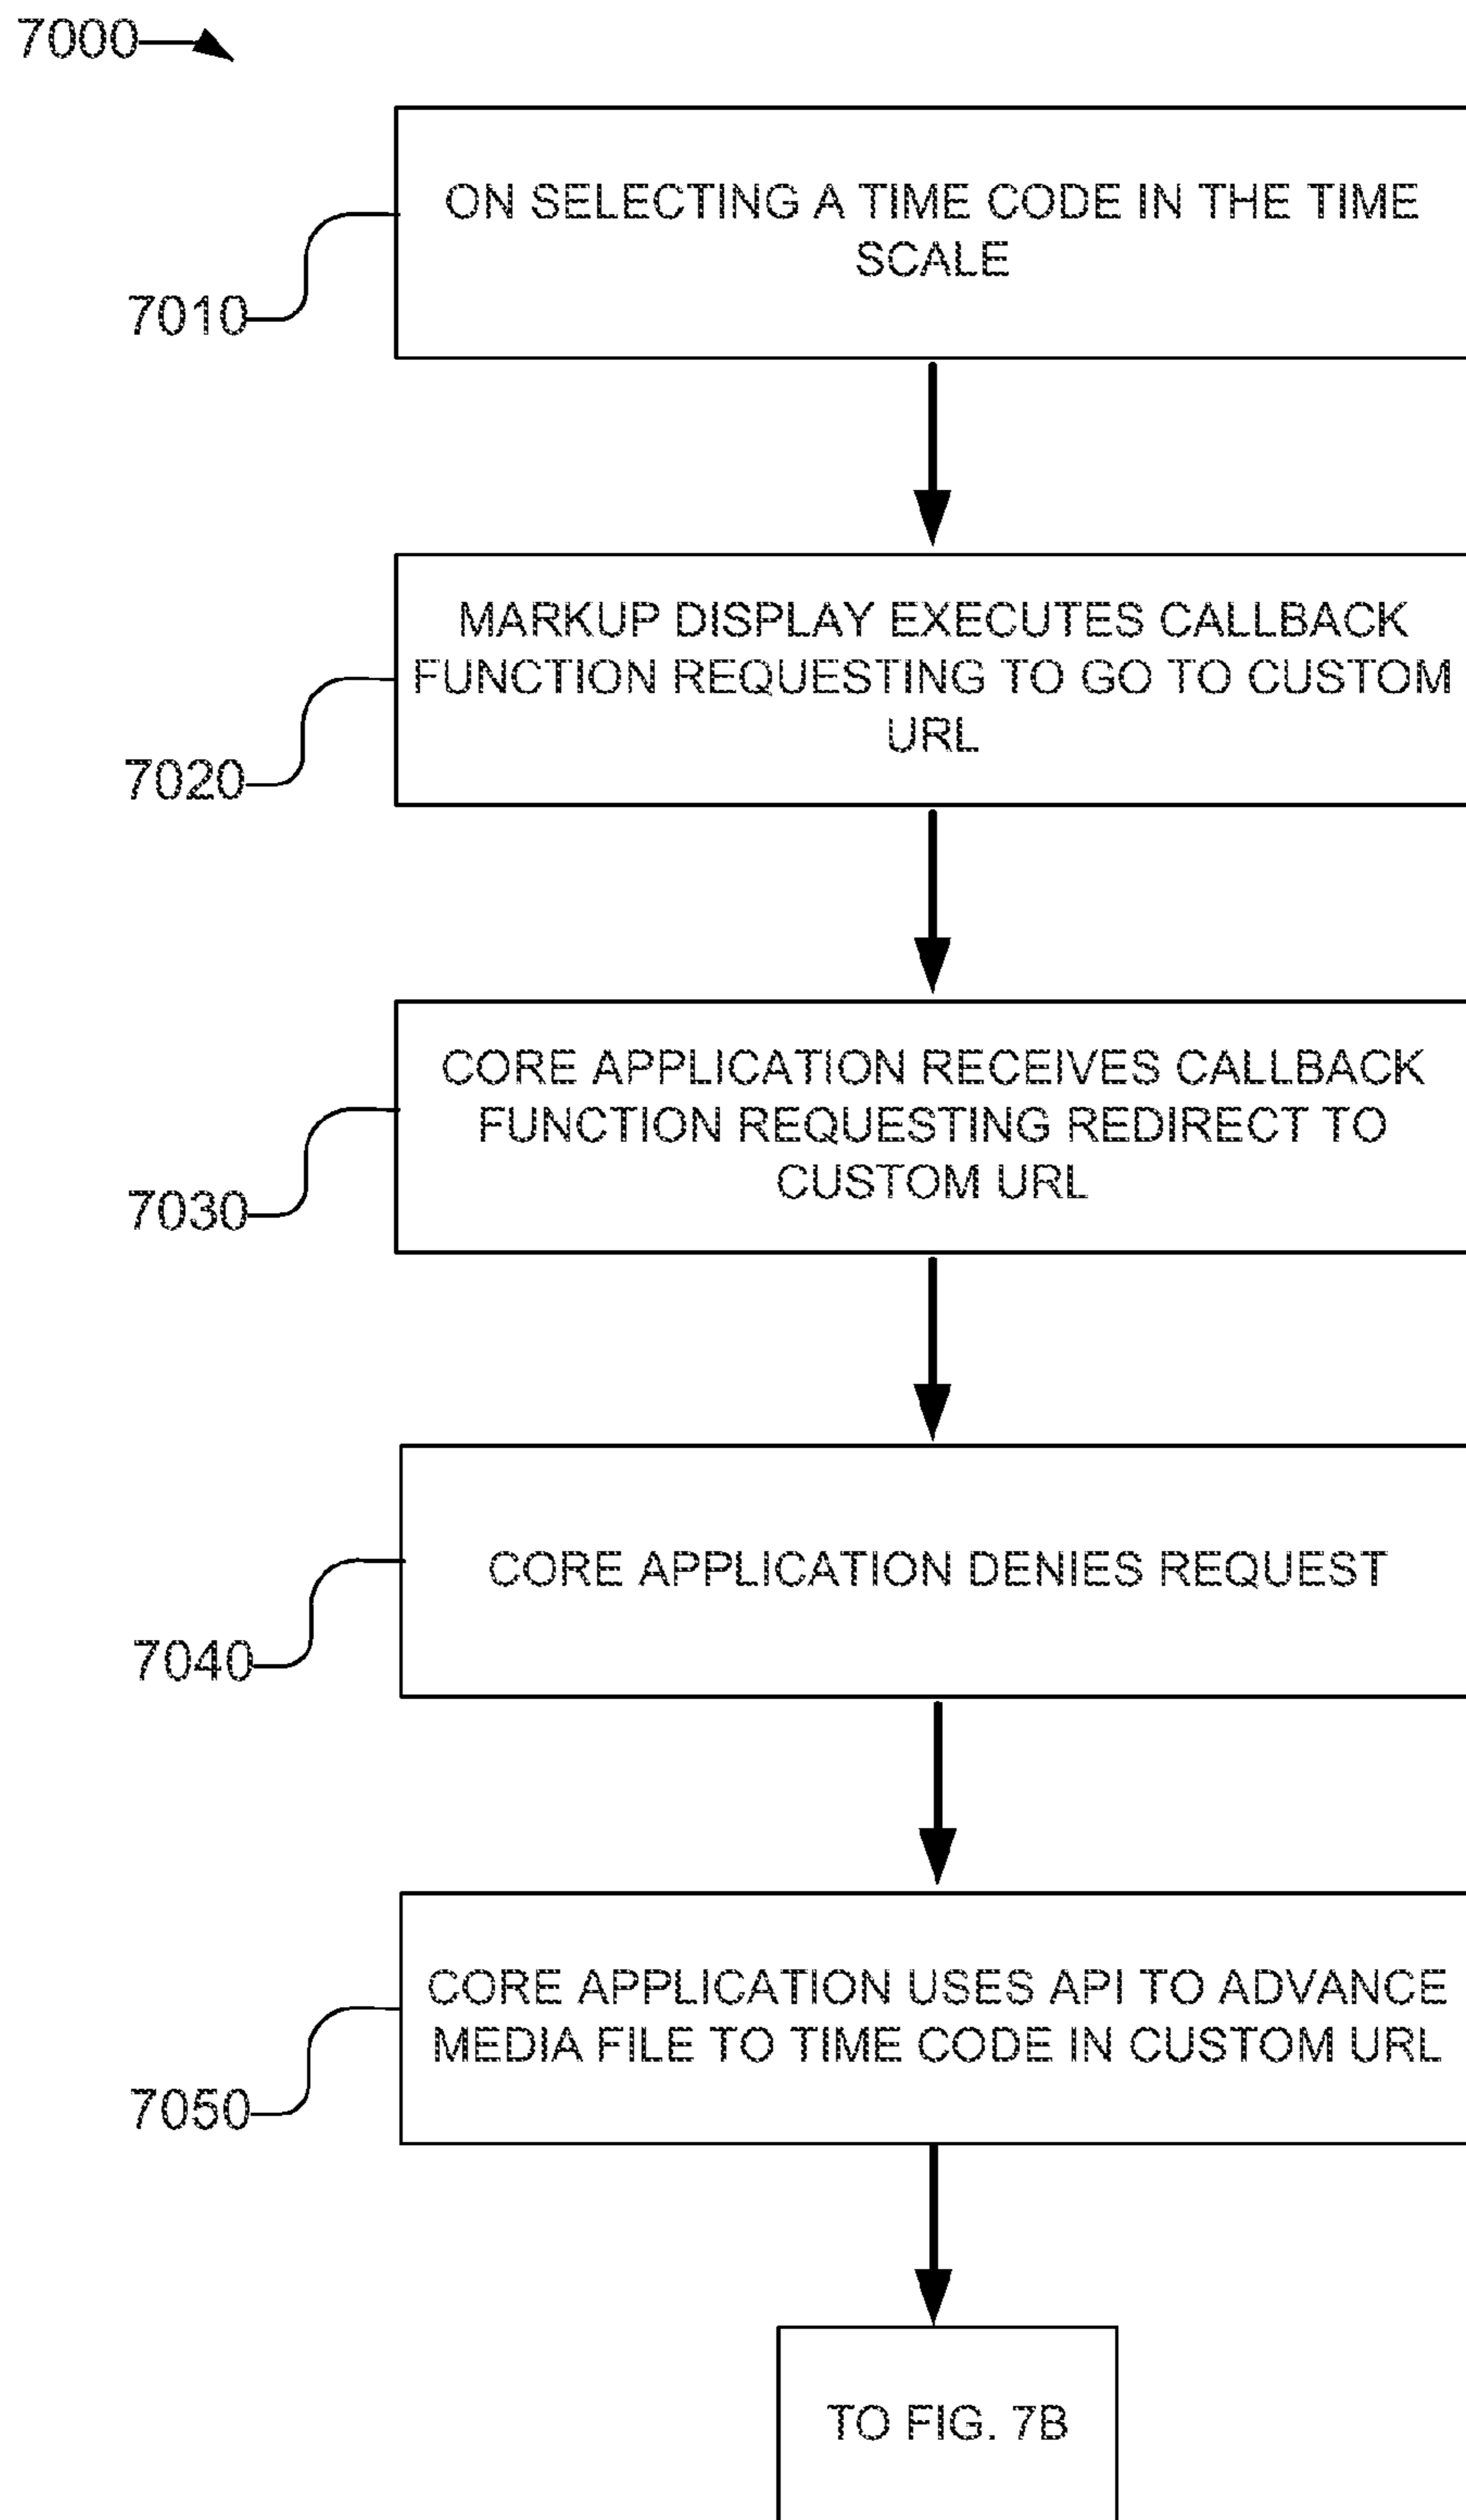 7000
ON SELECTING A TIME CODE IN THE TIME
SCALE
7010
MARKUP DISPLAY EXECUTES CALLBACK
FUNCTION REQUESTING TO GO TO CUSTOM
URL
7020
CORE APPLICATION RECEIVES CALLBACK
FUNCTION REQUESTING REDIRECT TO
CUSTOM URL
7030
CORE APPLICATION DENIES REQUEST
7040
CORE APPLICATION USES API TO ADVANCE
MEDIA FILE TO TIME CODE IN CUSTOM URL
7050
TO FIG. 7B